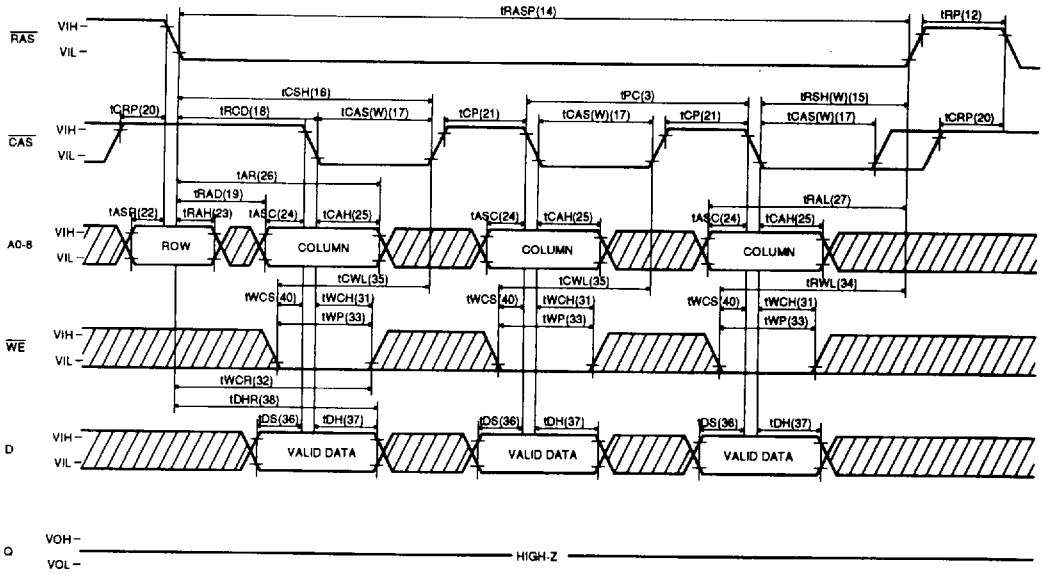 tRASP(14)
tRP(12)
RAS
VIH
VIL
tCSH(16)
tPC(3)
tRSH(W)(15)
tCRP(20)
tRCD(18)
tCAS(W)(17)
tCP(21)
tCAS(W)(17)
tCP(21)
tCAS(W)(17)
tCRP(20)
CAS
VIH
VIL
tAR(26)
tRAD(19)
tRAL(27)
tASR(22)
tRAH(23)
tASC(24)
tCAH(25)
tASC(24)
tCAH(25)
tASC(24)
tCAH(25)
A0-8
VIH
VIL
ROW
COLUMN
COLUMN
COLUMN
tCWL(35)
tCWL(35)
tRWL(34)
tWCS(40)
tWCH(31)
tWCS(40)
tWCH(31)
tWCS(40)
tWCH(31)
tWP(33)
tWP(33)
tWP(33)
WE
VIH
VIL
tWCR(32)
tDHR(38)
tDS(36)
tDH(37)
tDS(36)
tDH(37)
tDS(36)
tDH(37)
D
VIH
VIL
VALID DATA
VALID DATA
VALID DATA
Q
VOH
VOL
HIGH-Z